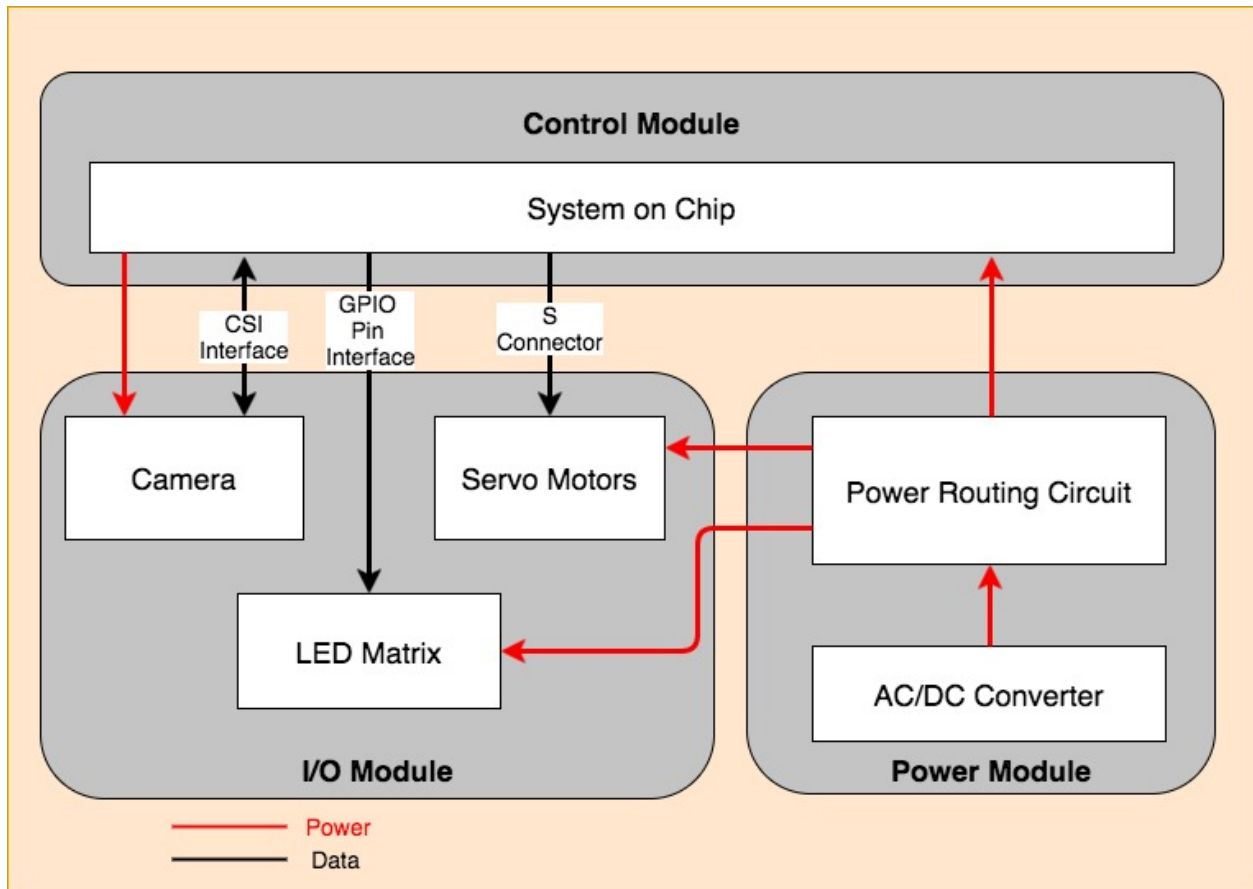 Control Module
System on Chip
CSI
Interface
GPIO
Pin
Interface
S
Connector
Camera
Servo Motors
LED Matrix
I/O Module
Power Routing Circuit
AC/DC Converter
Power Module
Power
Data